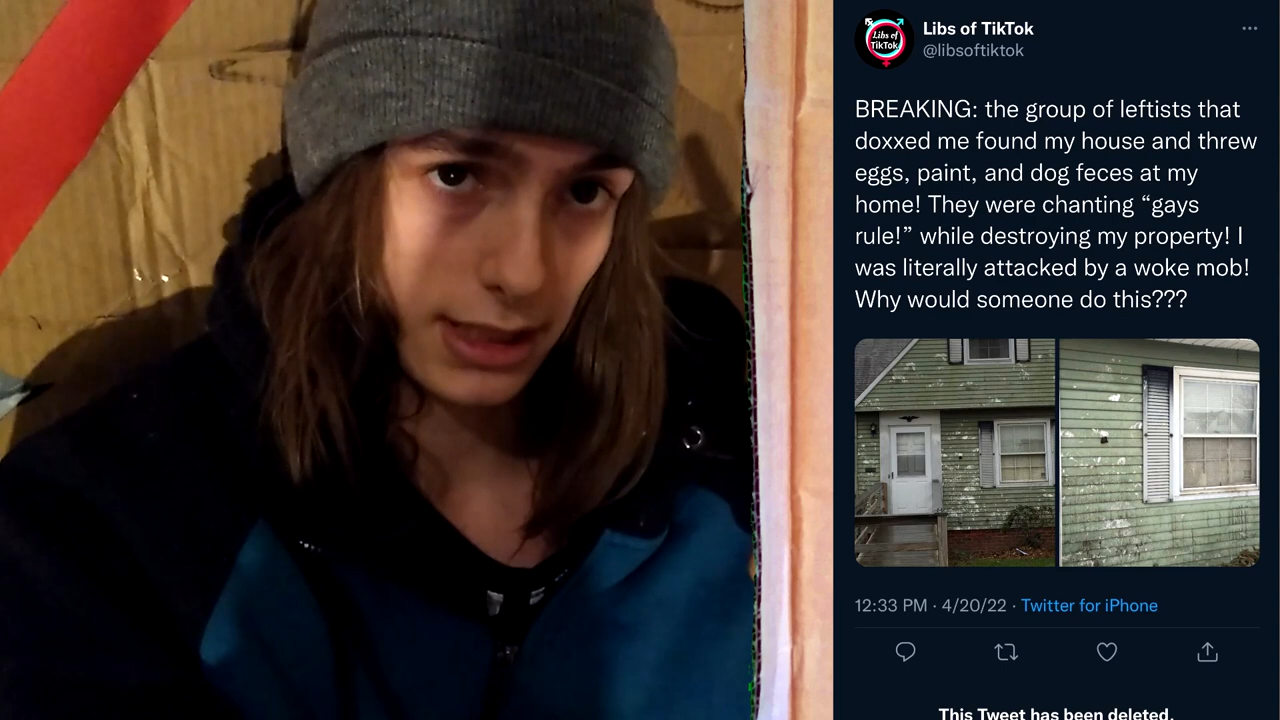 Libs of
TikTok
Libs of TikTok
@libsoftiktok
BREAKING: the group of leftists that
doxxed me found my house and threw
eggs, paint, and dog feces at my
home! They were chanting “gays
rule!” while destroying my property! I
was literally attacked by a woke mob!
Why would someone do this???
12:33 PM · 4/20/22 · Twitter for iPhone
This Tweet has been deleted.